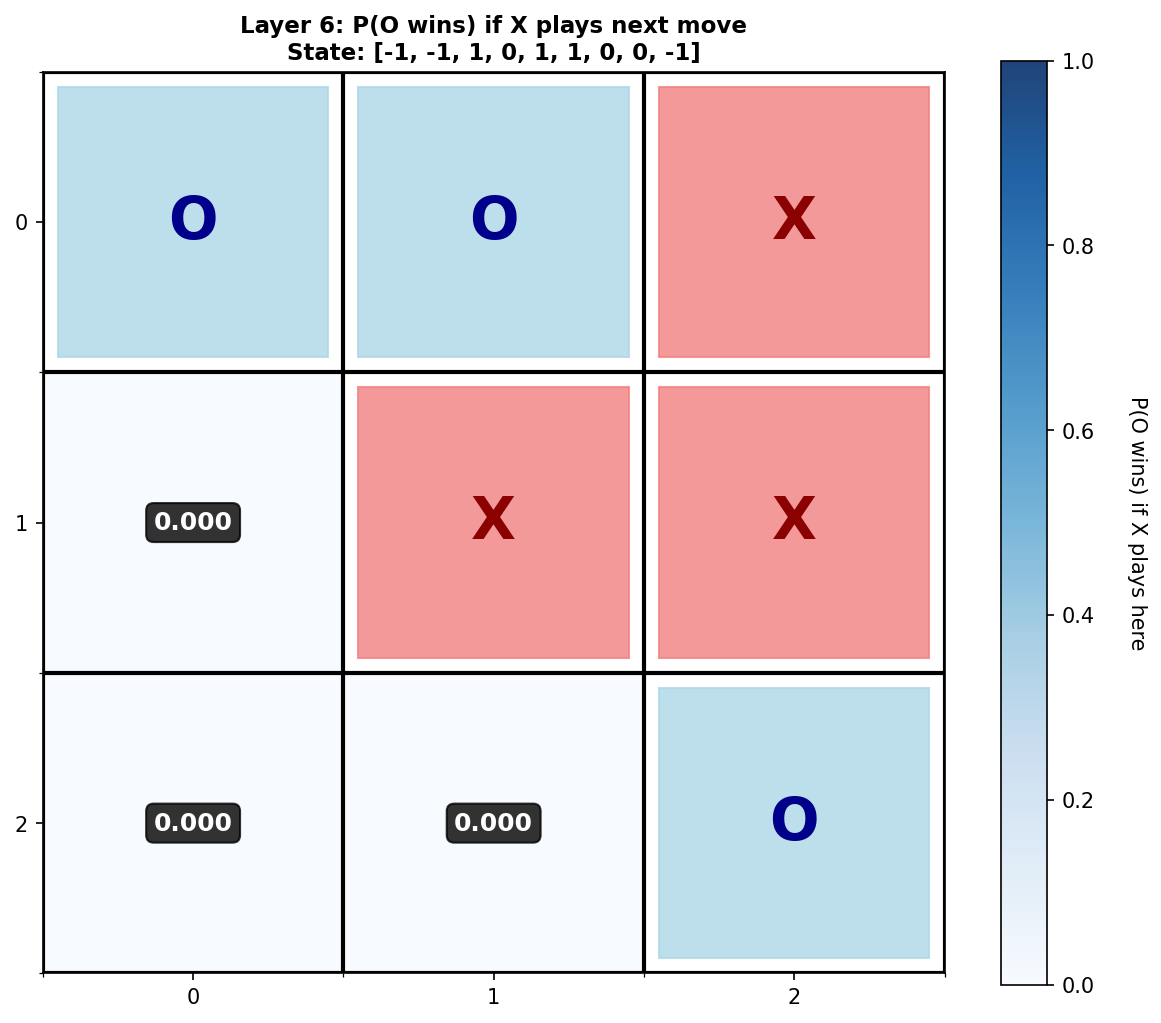 Layer 6: P(O wins) if X plays next move
State: [-1, -1, 1, 0, 1, 1, 0, 0, -1]
0
O
O
X
1
0.000
X
X
2
0.000
0.000
O
0
1
2
1.0
0.8
0.6
0.4
0.2
0.0
P(O wins) if X plays here